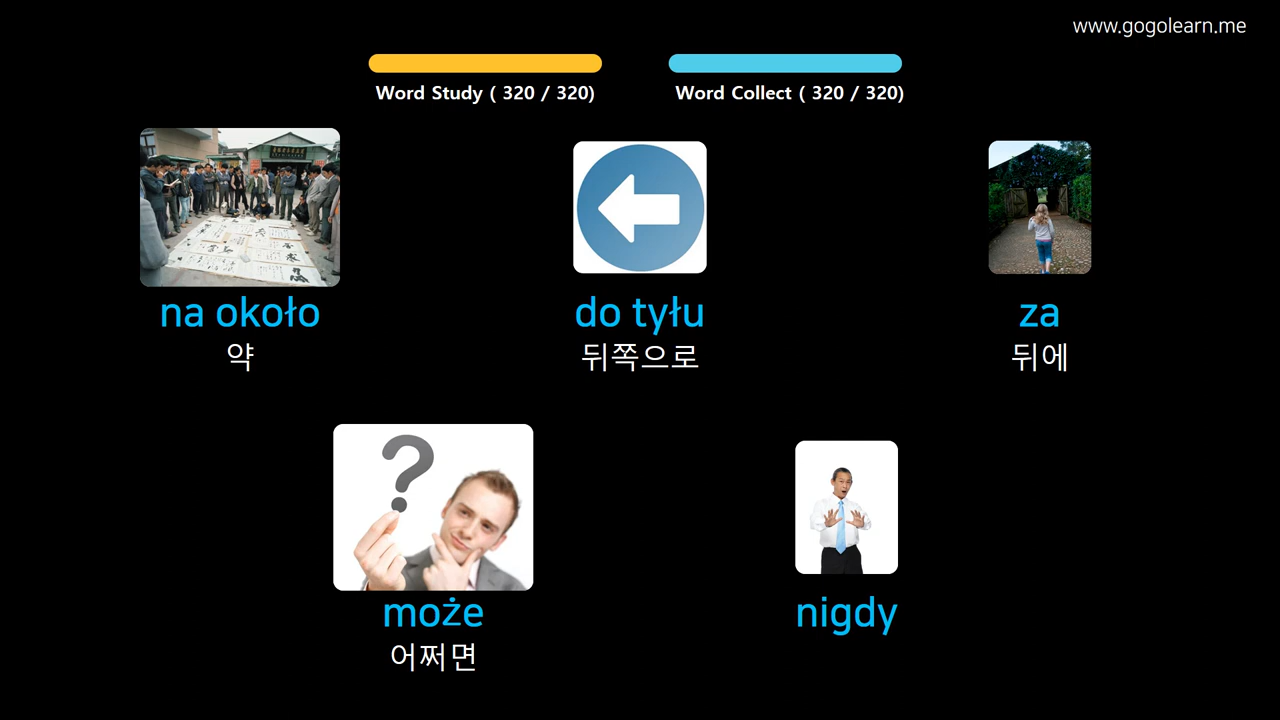 www.gogolearn.me
Word Study ( 320 / 320)
Word Collect ( 320 / 320)
na około
약
do tyłu
뒤쪽으로
za
뒤에
może
어쩌면
nigdy
?